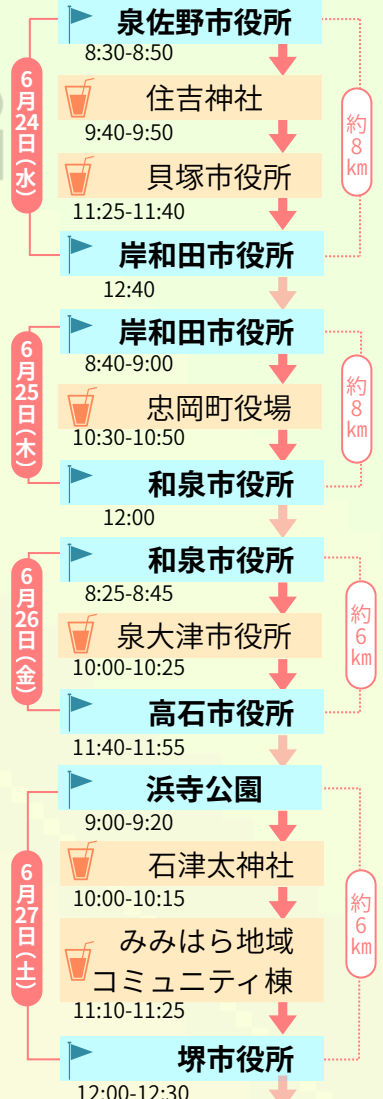 泉佐野市役所
8:30-8:50
住吉神社
9:40-9:50
貝塚市役所
11:25-11:40
岸和田市役所
12:40
6月24日(水)
約8km
岸和田市役所
8:40-9:00
忠岡町役場
10:30-10:50
和泉市役所
12:00
6月25日(木)
約8km
和泉市役所
8:25-8:45
泉大津市役所
10:00-10:25
高石市役所
11:40-11:55
6月26日(金)
約6km
浜寺公園
9:00-9:20
石津太神社
10:00-10:15
みみはら地域
コミュニティ棟
11:10-11:25
堺市役所
12:00-12:30
6月27日(土)
約6km